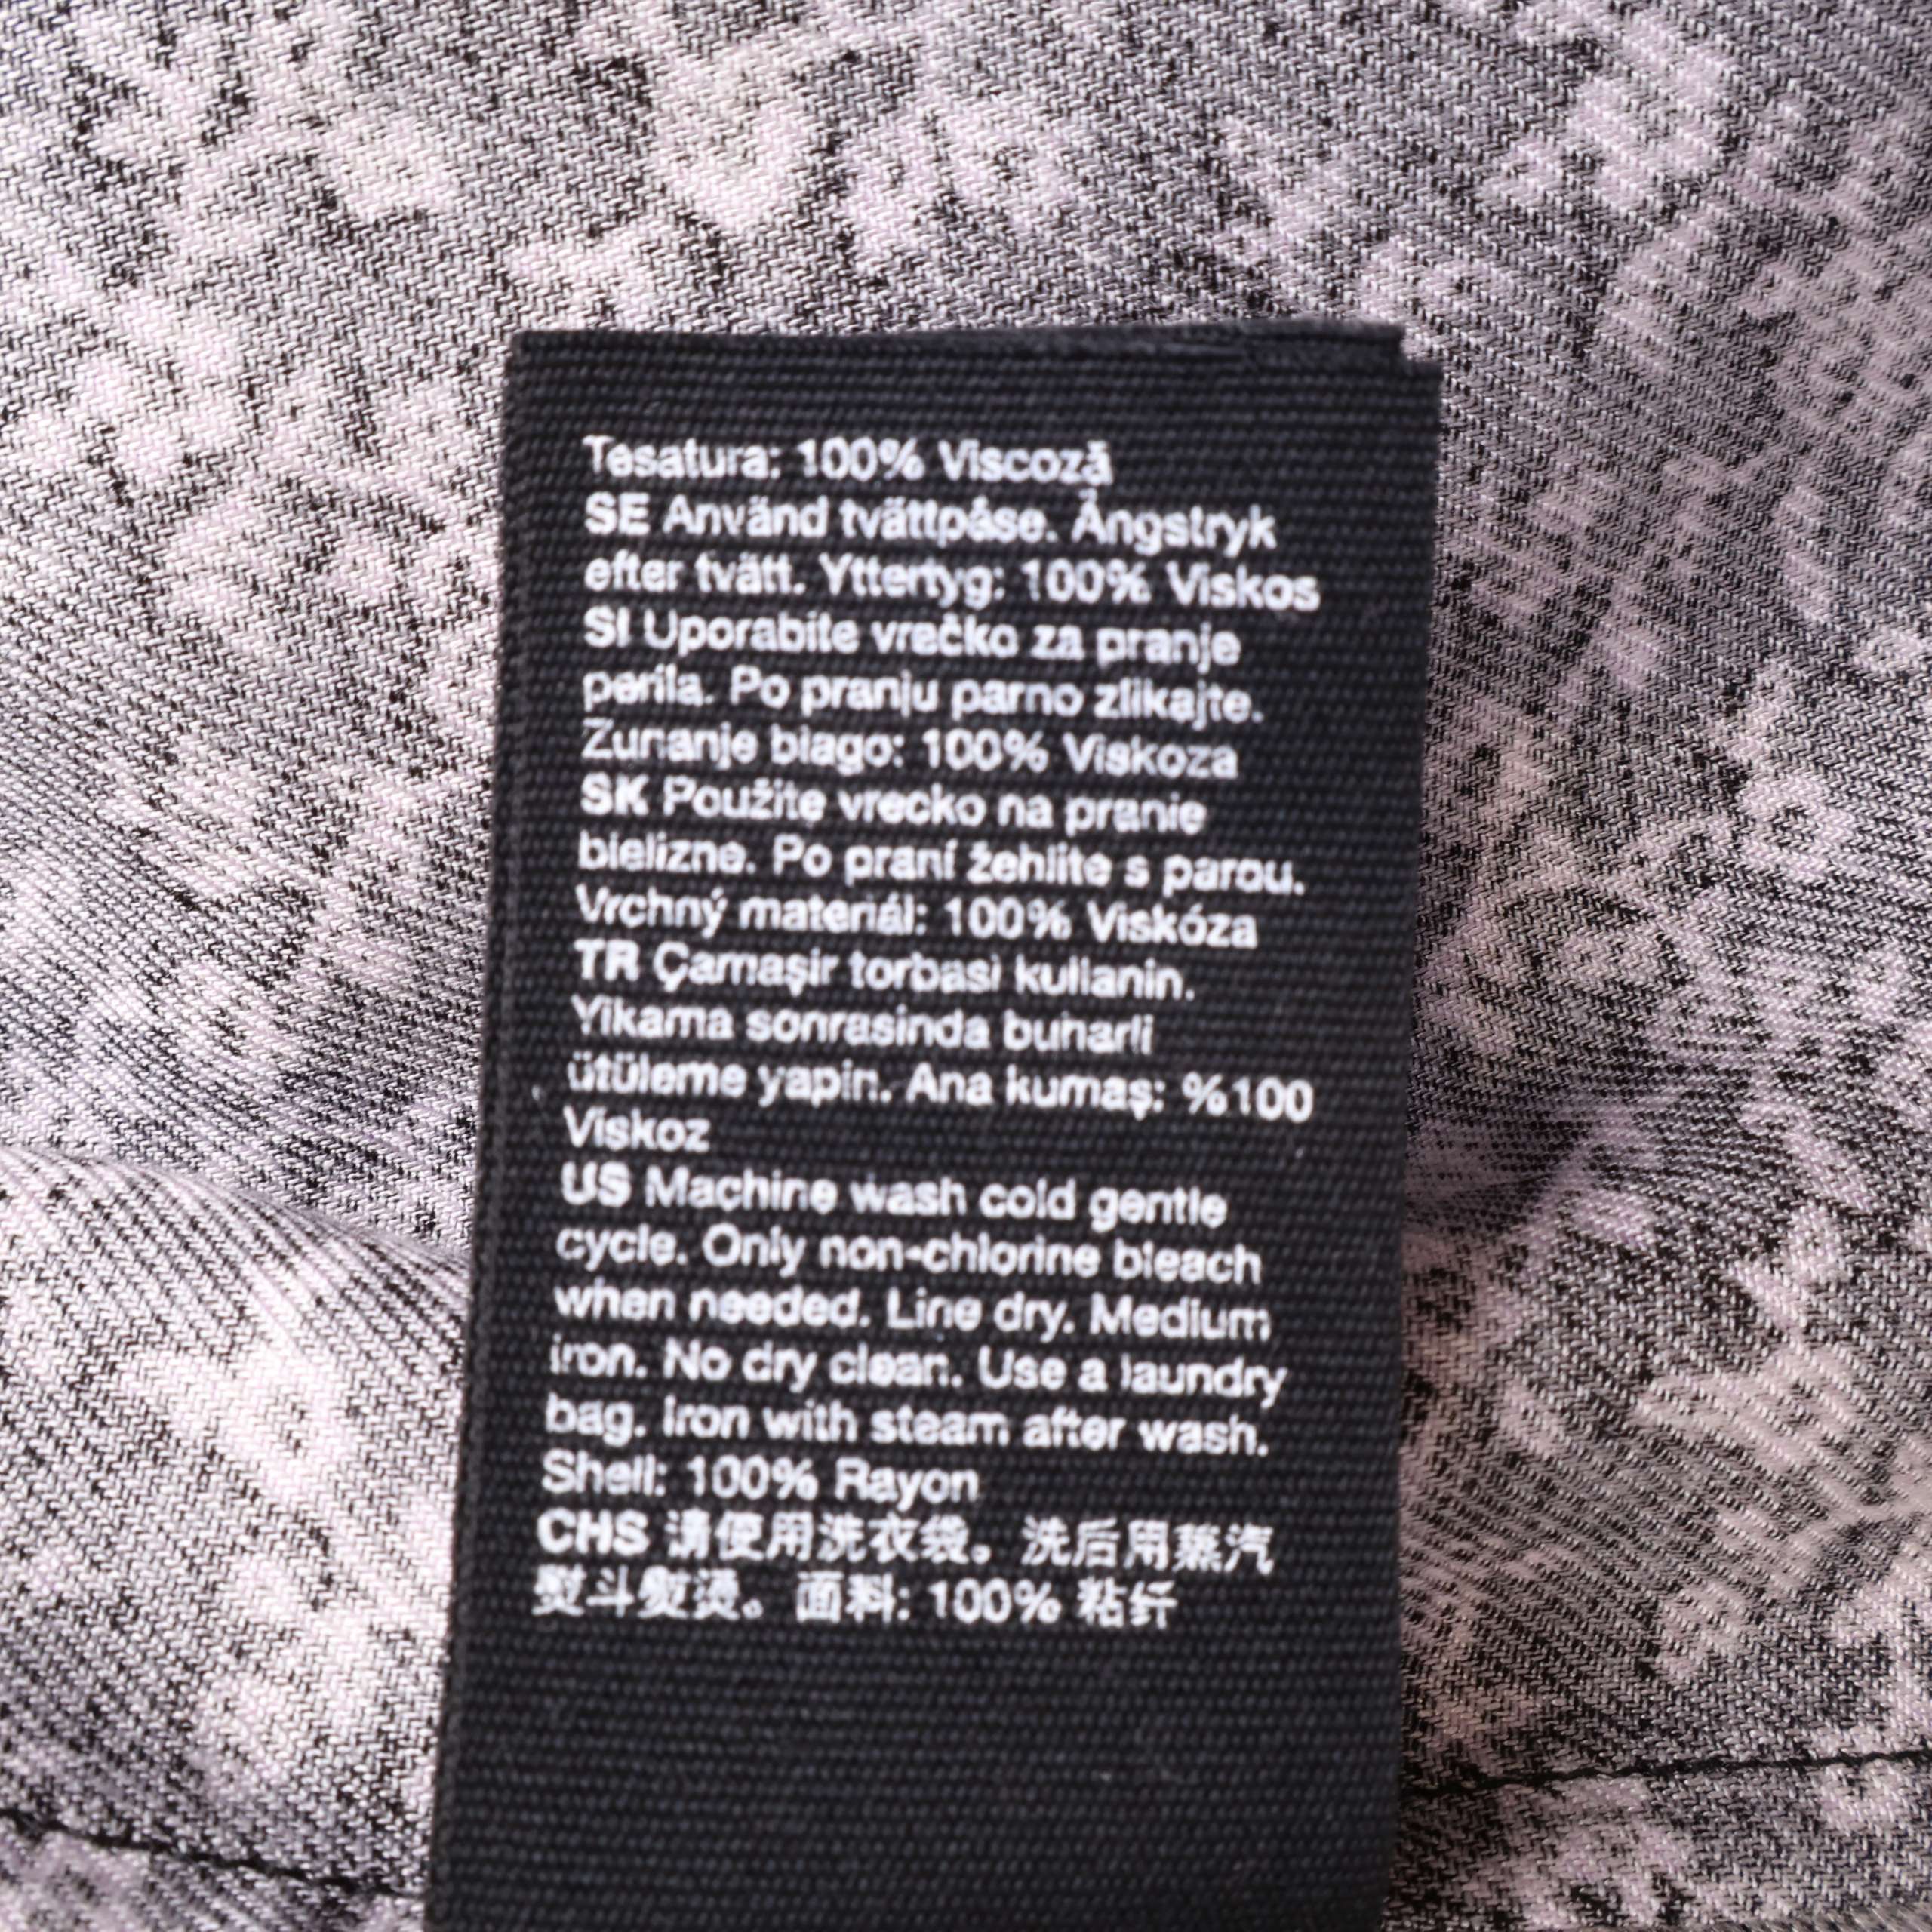 Tesatura: 100% Viscoză
SE Använd tvättpåse. Ångstryk
efter tvätt. Yttertyg: 100% Viskos
SI Uporabite vrečko za pranje
perila. Po pranju parno zlikajte.
Zunanje blago: 100% Viskoza
SK Použite vrecko na pranie
bielizne. Po praní žehlite s parou.
Vrchný materiál: 100% Viskóza
TR Çamaşir torbasi kullanin.
Yikama sonrasinda buharli
ütüleme yapin. Ana kumaş: %100
Viskoz
US Machine wash cold gentle
cycle. Only non-chlorine bleach
when needed. Line dry. Medium
iron. No dry clean. Use a laundry
bag. Iron with steam after wash.
Shell: 100% Rayon
CHS 请使用洗衣袋。洗后用蒸汽
熨斗熨烫。面料: 100% 粘纤